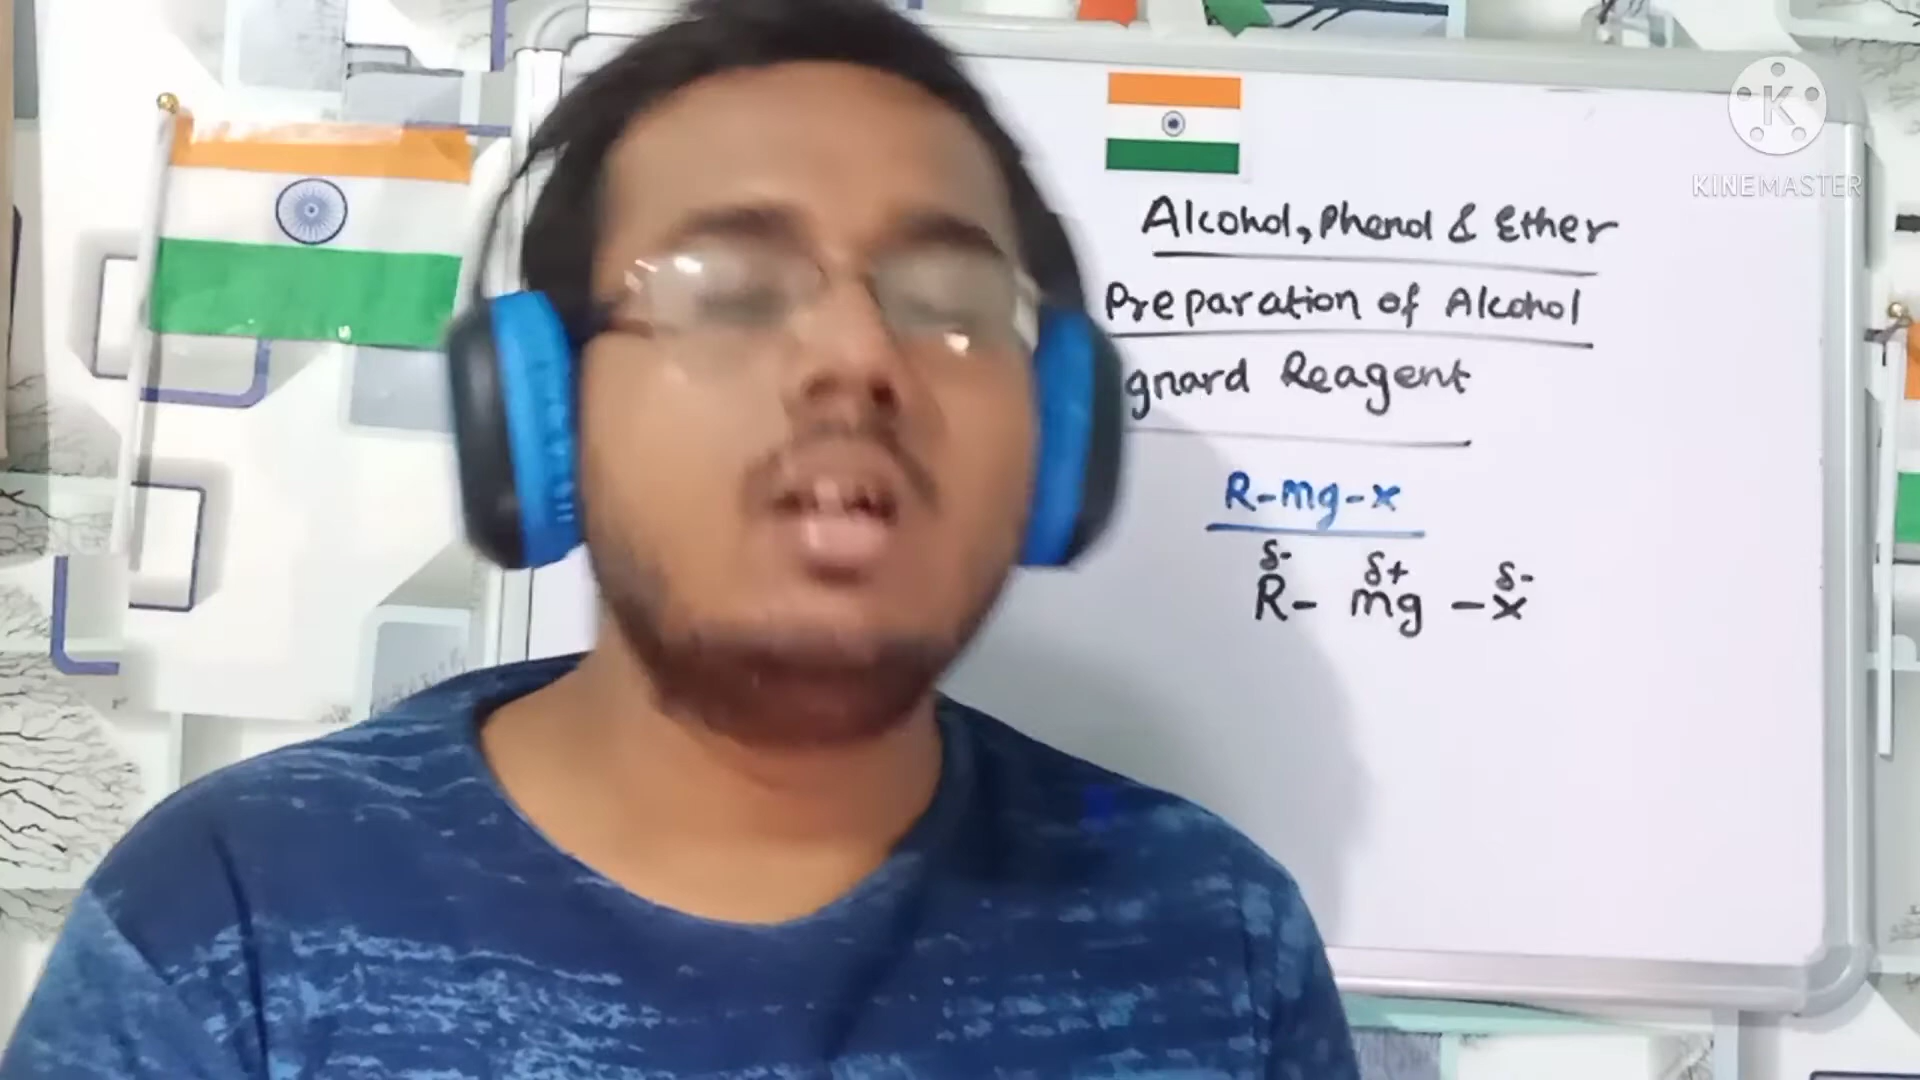 Alcohol, Phenol & Ether
Preparation of Alcohol
gnard Reagent
R-mg-x
δ- δ+ δ-
R- mg -x
K
KINEMASTER